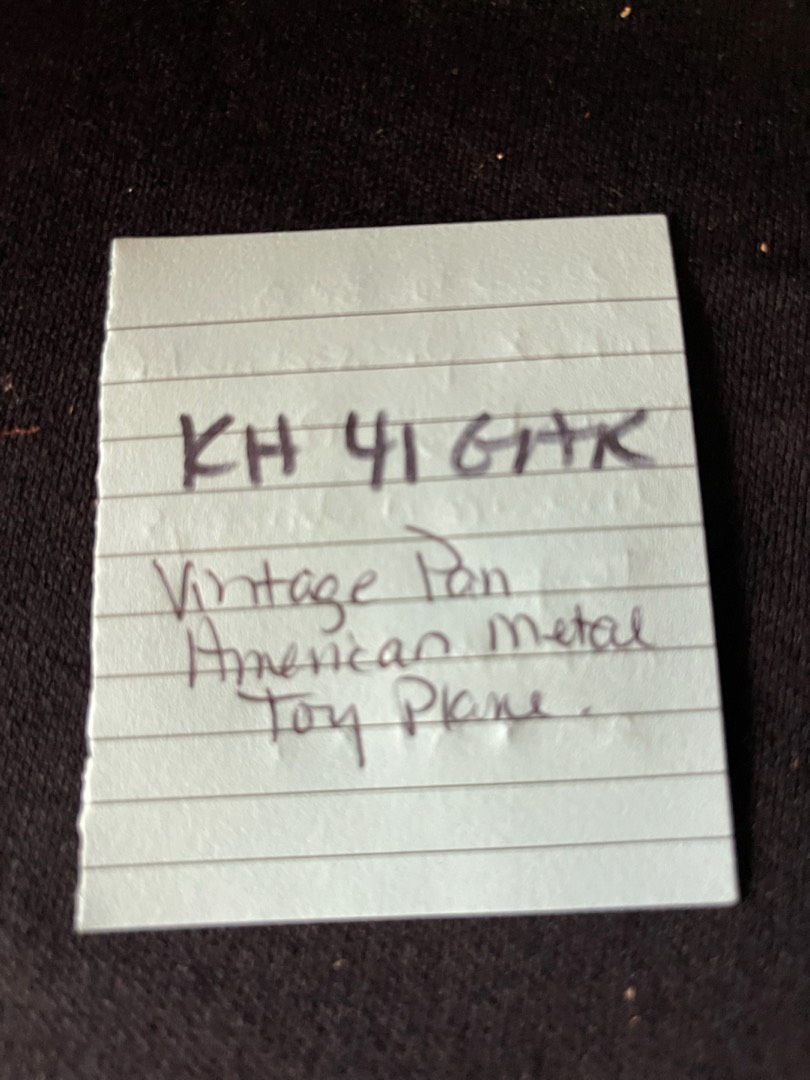 KH 41 GHK
Vintage Pan
American Metal
Toy Plane.